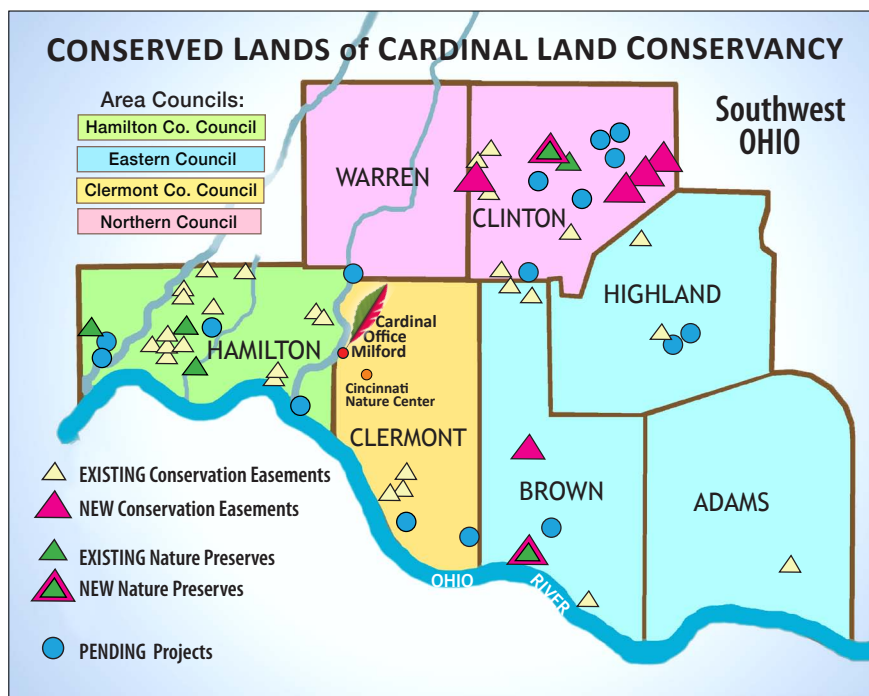 CONSERVED LANDS of CARDINAL LAND CONSERVANCY
Area Councils:
Hamilton Co. Council
Eastern Council
Clermont Co. Council
Northern Council
Southwest
OHIO
WARREN
CLINTON
HIGHLAND
HAMILTON
Cardinal
Office
Milford
Cincinnati
Nature Center
CLERMONT
BROWN
ADAMS
EXISTING Conservation Easements
NEW Conservation Easements
EXISTING Nature Preserves
NEW Nature Preserves
PENDING Projects
OHIO
RIVER